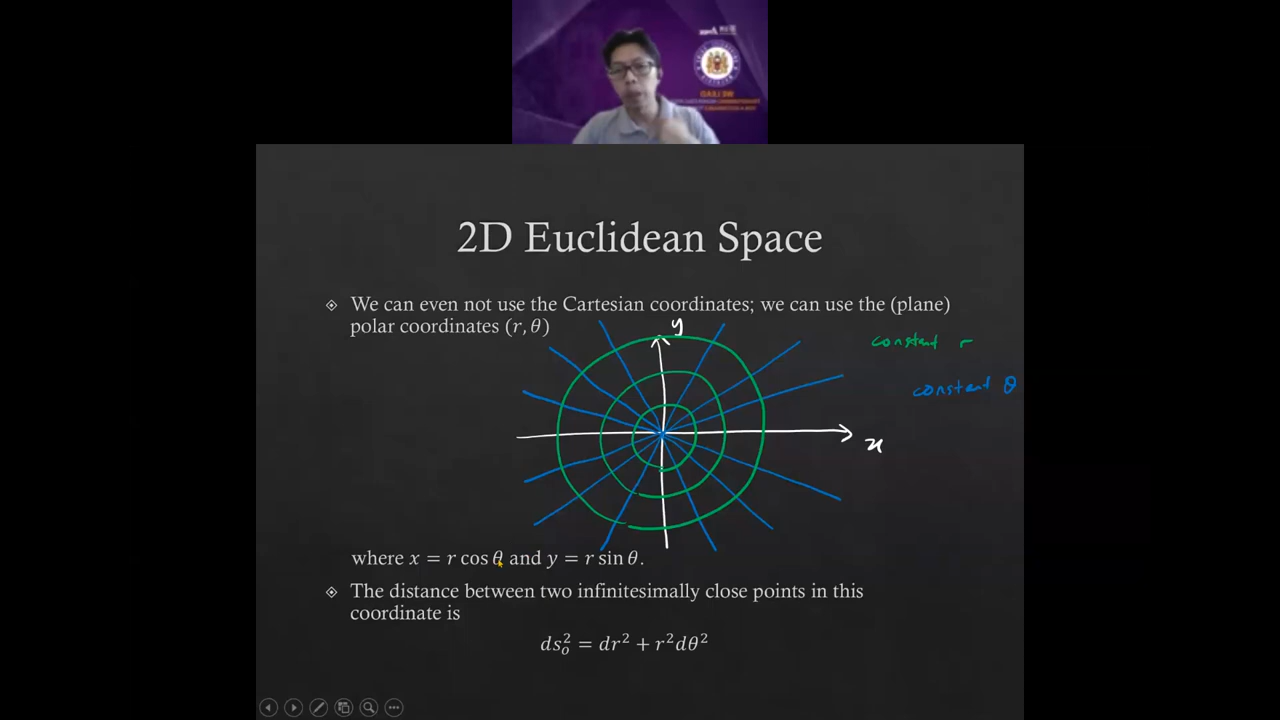 2D Euclidean Space
We can even not use the Cartesian coordinates; we can use the (plane)
polar coordinates (r, θ)
y
constant r
constant θ
x
where x = r cos θ and y = r sin θ.
The distance between two infinitesimally close points in this
coordinate is
ds₀² = dr² + r²dθ²